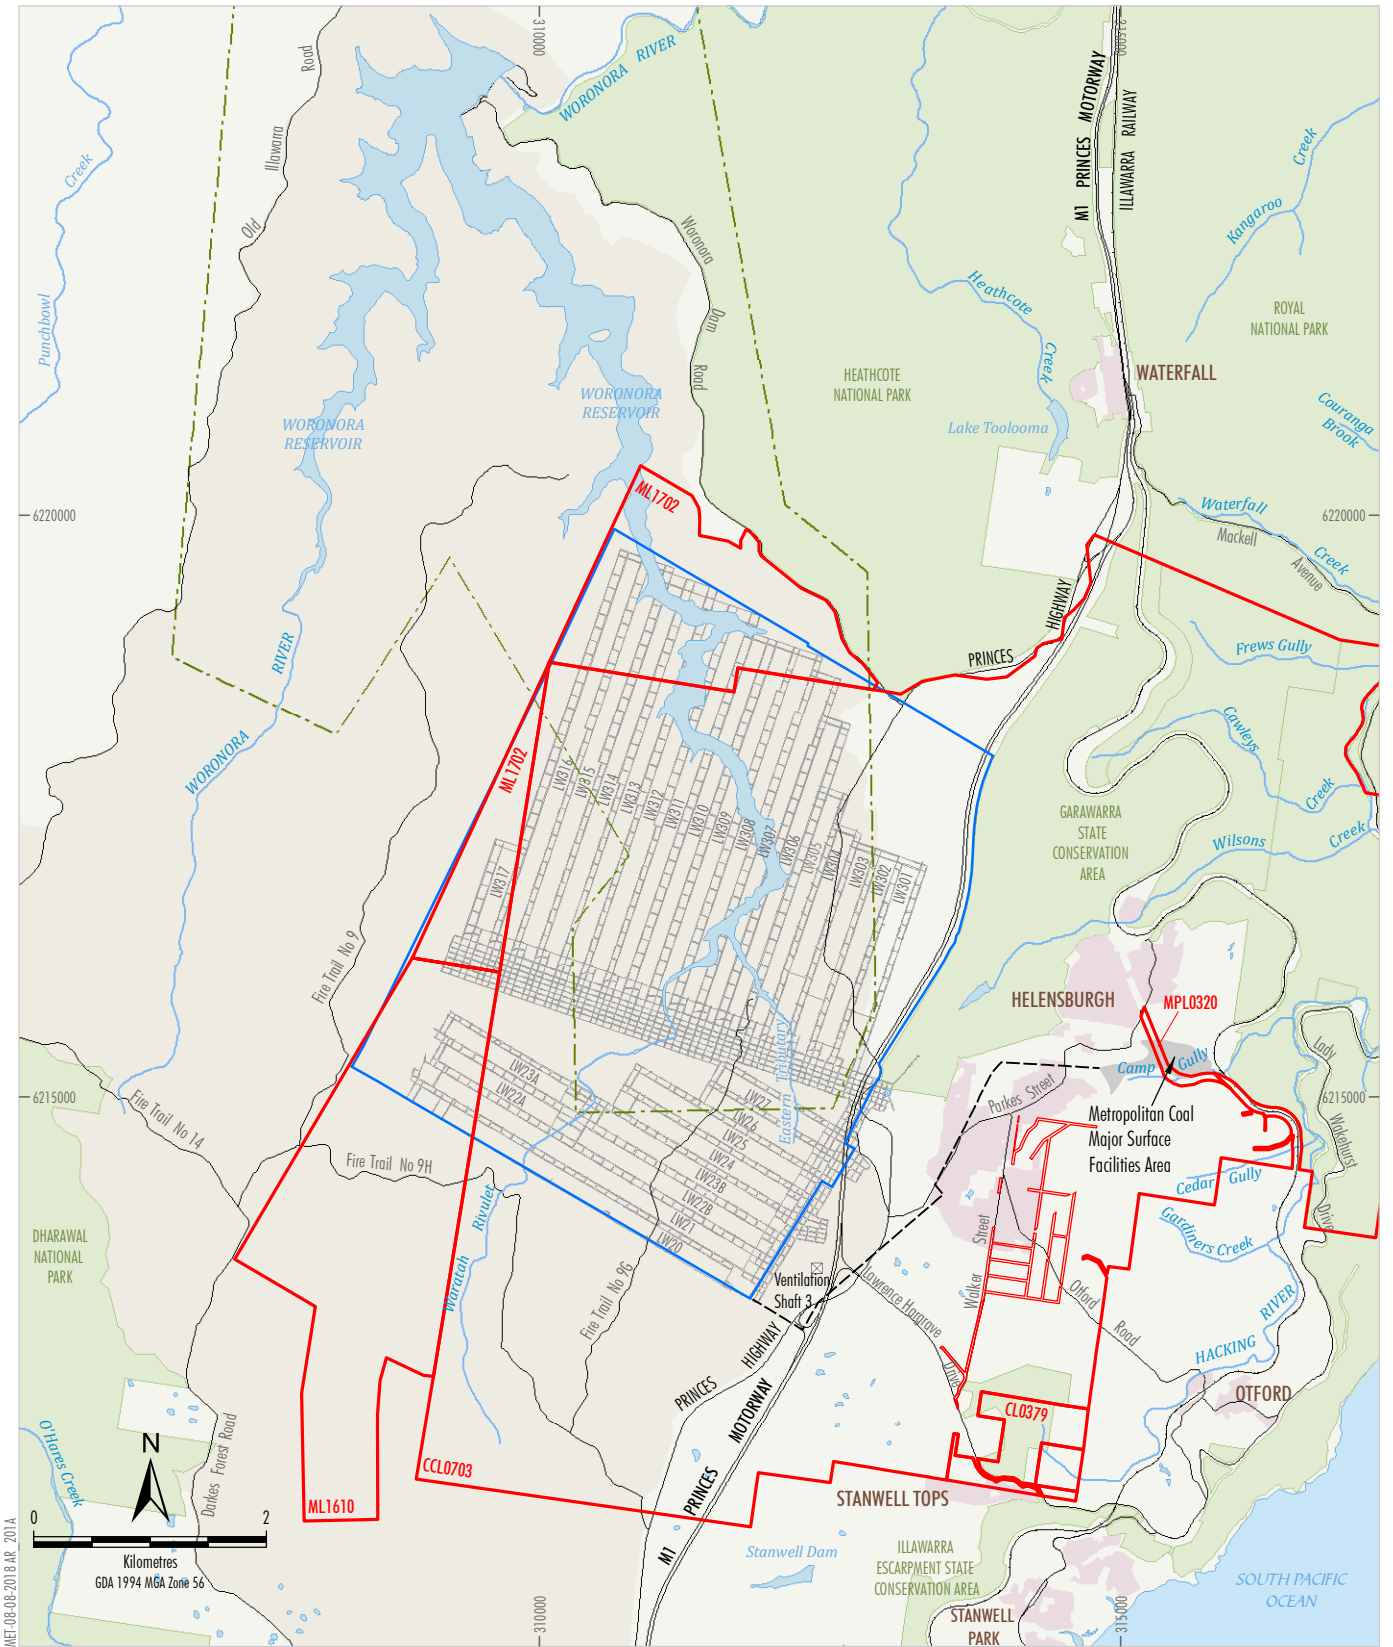 310000
315000
WORONORA RIVER
Road
Illawarra
Old
Creek
Punchbowl
M1 PRINCES MOTORWAY
ILLAWARRA RAILWAY
Creek
Kangaroo
Woronora
Dam
Road
Heathcote
Creek
ROYAL
NATIONAL PARK
HEATHCOTE
NATIONAL PARK
WATERFALL
WORONORA
RESERVOIR
WORONORA
RESERVOIR
Lake Toolooma
Couranga
Brook
6220000
6220000
ML1702
Waterfall
Creek
Mackell
Avenue
HIGHWAY
PRINCES
Frews Gully
WORONORA
RIVER
Cawleys
Creek
ML1702
LW316
LW315
LW314
LW313
LW312
LW311
LW310
LW309
LW308
LW307
LW306
LW305
LW304
LW303
LW302
LW301
LW317
GARAWARRA
STATE
CONSERVATION
AREA
Wilsons
Creek
Fire Trail No 9
HELENSBURGH
MPL0320
Camp
Gully
Lady
Wakehurst
Drive
6215000
6215000
Parkes Street
Metropolitan Coal
Major Surface
Facilities Area
LW23A
LW22A
LW27
LW26
LW25
LW24
LW23B
LW22B
LW21
LW20
Eastern Tributary
Fire Trail No 14
Fire Trail No 9H
Waratah
Rivulet
Fire Trail No 9G
Cedar Gully
Gardiners Creek
DHARAWAL
NATIONAL
PARK
Ventilation
Shaft 3
Lawrence Hargrave
Drive
Walker
Street
Otford
Road
HACKING RIVER
PRINCES
HIGHWAY
OTFORD
CL0379
O'Hares Creek
Darkes Forest Road
CCL0703
ML1610
M1
PRINCES
MOTORWAY
STANWELL TOPS
N
0
2
Kilometres
GDA 1994 MGA Zone 56
Stanwell Dam
ILLAWARRA
ESCARPMENT STATE
CONSERVATION AREA
STANWELL
PARK
SOUTH PACIFIC
OCEAN
310000
315000
MET-08-08-2018 AR_201A